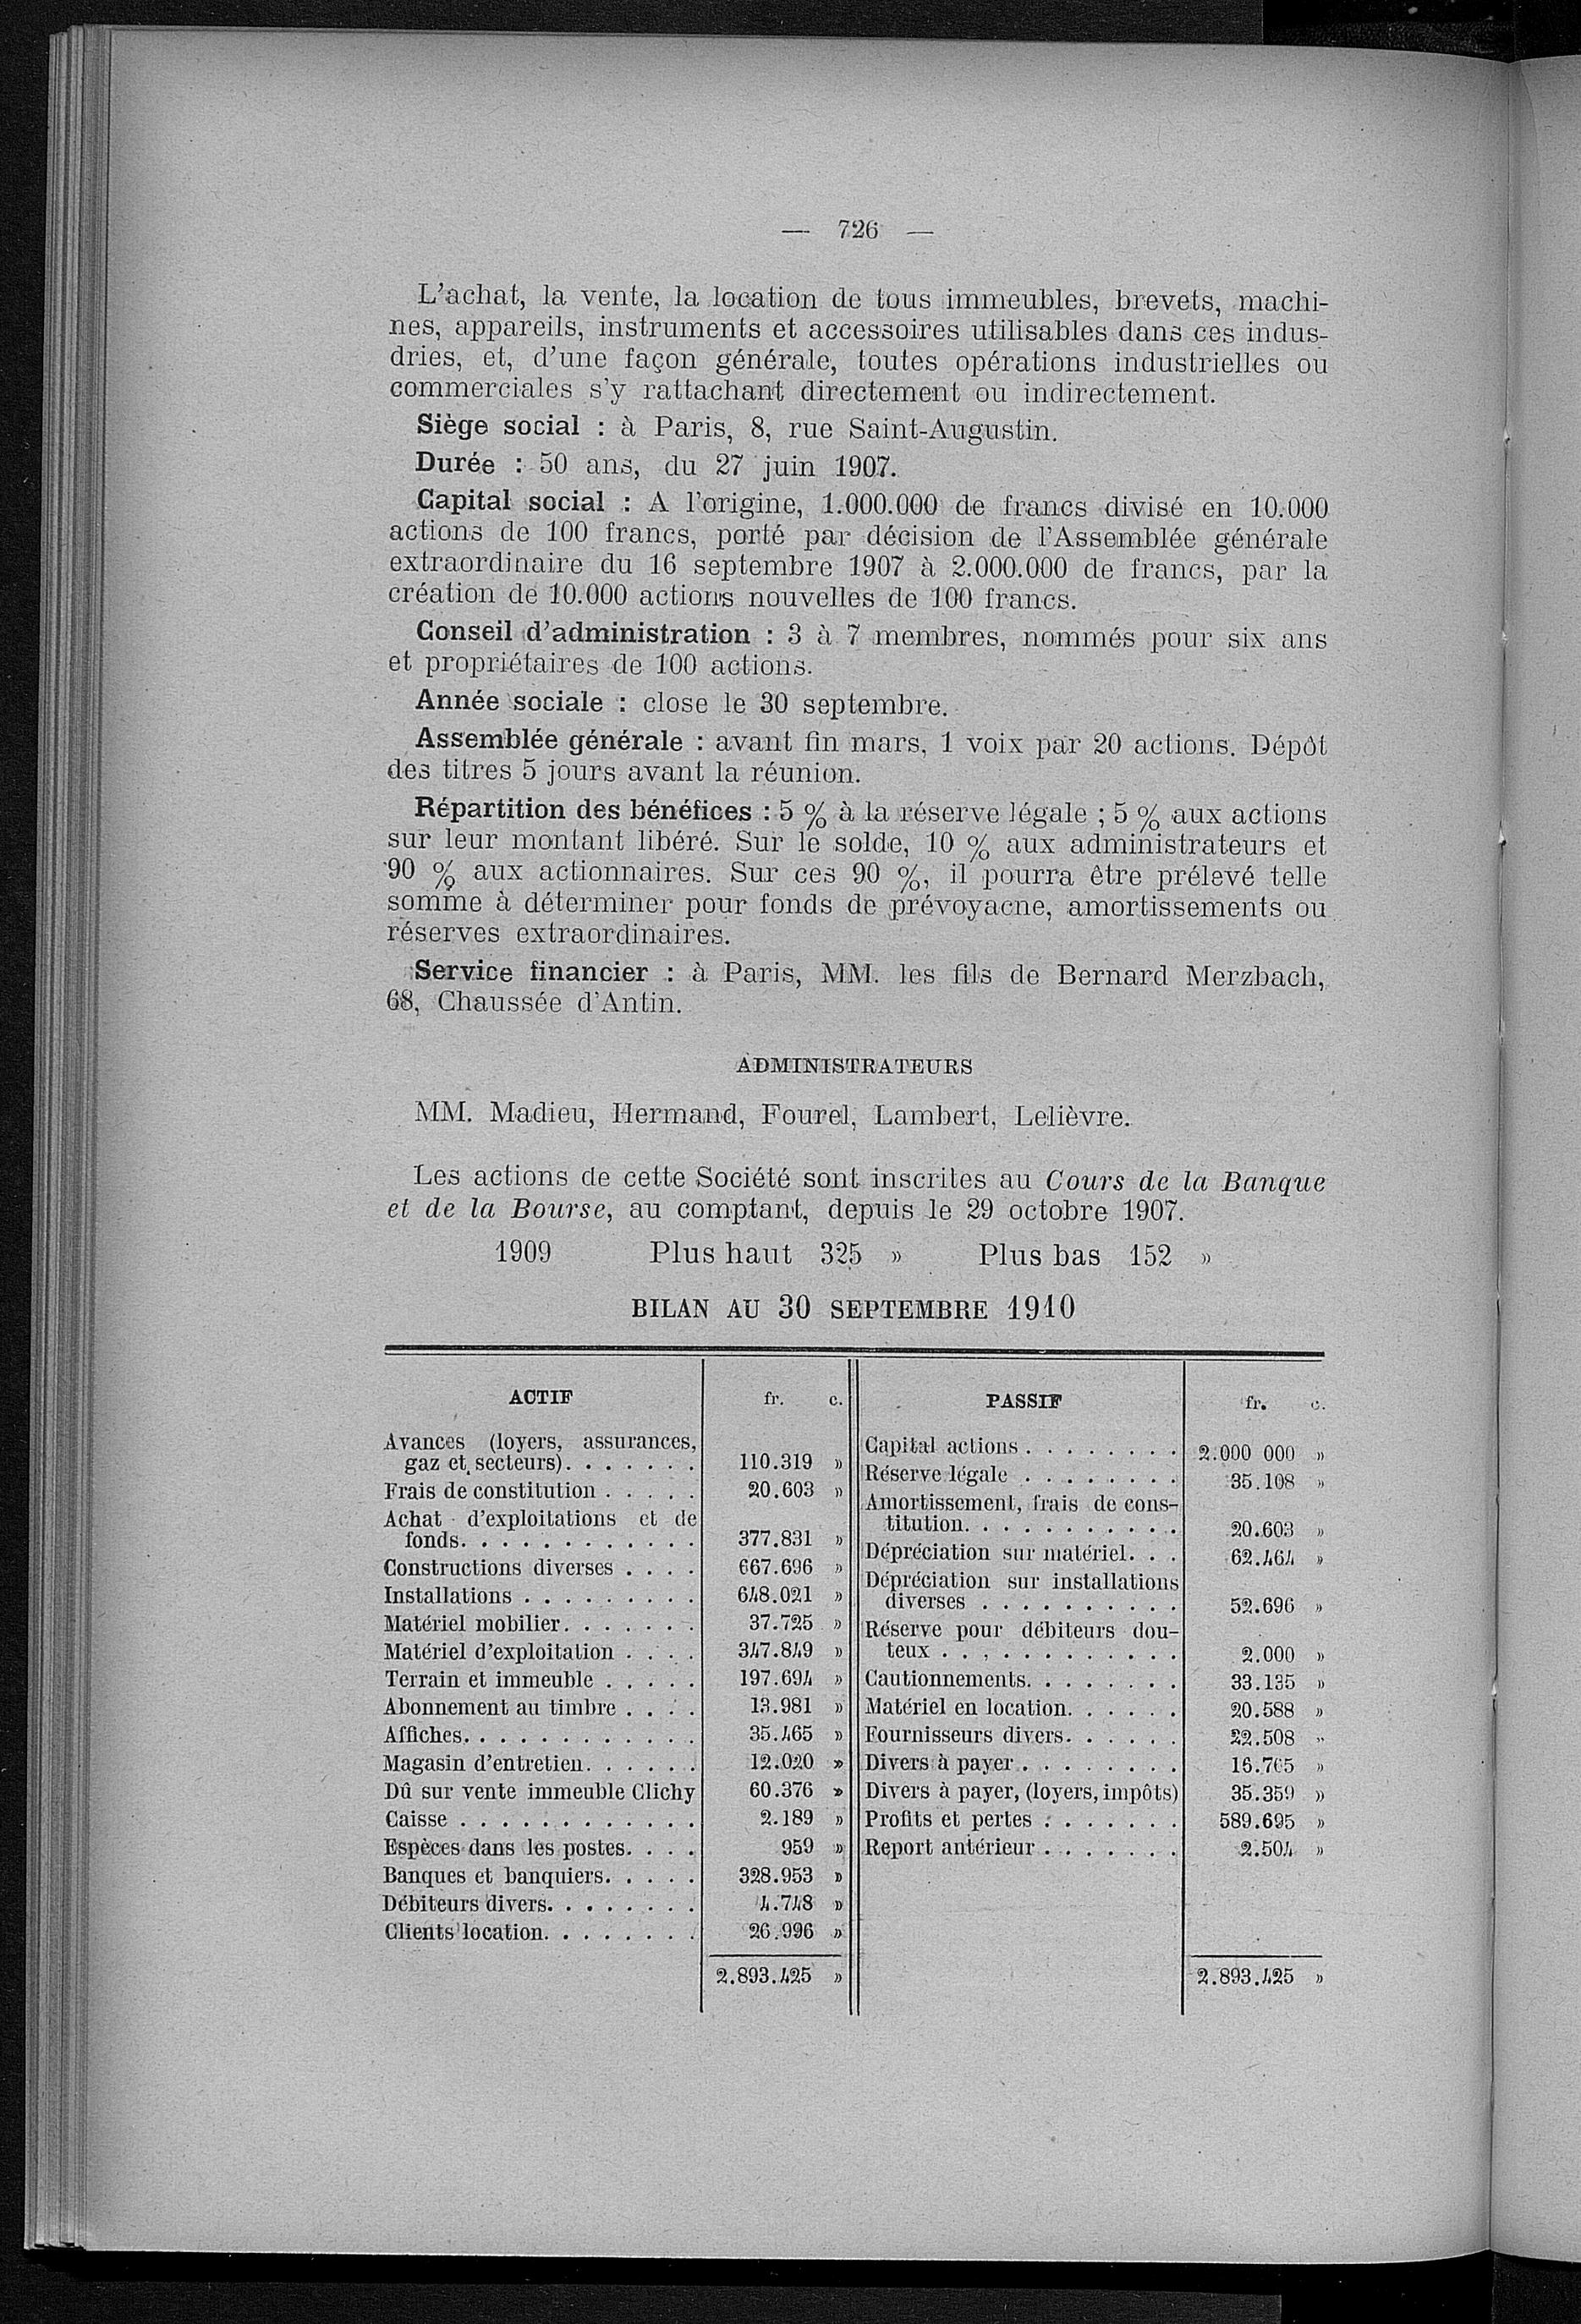 — 726 —
L'achat, la vente, la location de tous immeubles, brevets, machi-
nes, appareils, instruments et accessoires utilisables dans ces indus-
dries, et, d'une façon générale, toutes opérations industrielles ou
commerciales s'y rattachant directement ou indirectement.
Siège social : à Paris, 8, rue Saint-Augustin.
Durée : 50 ans, du 27 juin 1907.
Capital social : A l'origine, 1.000.000 de francs divisé en 10.000
actions de 100 francs, porté par décision de l'Assemblée générale
extraordinaire du 16 septembre 1907 à 2.000.000 de francs, par la
création de 10.000 actions nouvelles de 100 francs.
Conseil d'administration : 3 à 7 membres, nommés pour six ans
et propriétaires de 100 actions.
Année sociale : close le 30 septembre.
Assemblée générale : avant fin mars, 1 voix par 20 actions. Dépôt
des titres 5 jours avant la réunion.
Répartition des bénéfices : 5 % à la réserve légale ; 5 % aux actions
sur leur montant libéré. Sur le solde, 10 % aux administrateurs et
90 % aux actionnaires. Sur ces 90 %, il pourra être prélevé telle
somme à déterminer pour fonds de prévoyacne, amortissements ou
réserves extraordinaires.
Service financier : à Paris, MM. les fils de Bernard Merzbach,
68, Chaussée d'Antin.
ADMINISTRATEURS
MM. Madieu, Hermand, Fourel, Lambert, Lelièvre.
Les actions de cette Société sont inscrites au Cours de la Banque
et de la Bourse, au comptant, depuis le 29 octobre 1907.
1909 Plus haut 325 » Plus bas 152 »
BILAN AU 30 SEPTEMBRE 1910
ACTIF fr. c.
Avances (loyers, assurances,
gaz et secteurs). . . . . . . 110.319 »
Frais de constitution . . . . . 20.603 »
Achat d'exploitations et de
fonds. . . . . . . . . . . . 377.831 »
Constructions diverses . . . . 667.696 »
Installations . . . . . . . . . 648.021 »
Matériel mobilier. . . . . . . 37.725 »
Matériel d'exploitation . . . . 347.849 »
Terrain et immeuble . . . . . 197.694 »
Abonnement au timbre . . . . 13.981 »
Affiches. . . . . . . . . . . . 35.465 »
Magasin d'entretien. . . . . . 12.020 »
Dû sur vente immeuble Clichy 60.376 »
Caisse . . . . . . . . . . . . 2.189 »
Espèces dans les postes. . . . 959 »
Banques et banquiers. . . . . 328.953 »
Débiteurs divers. . . . . . . . 4.748 »
Clients location. . . . . . . . 26.996 »
2.893.425 »
PASSIF fr. c.
Capital actions . . . . . . . . 2.000 000 »
Réserve légale . . . . . . . . 35.108 »
Amortissement, frais de cons-
titution. . . . . . . . . . . 20.603 »
Dépréciation sur matériel. . . 62.464 »
Dépréciation sur installations
diverses . . . . . . . . . . 52.696 »
Réserve pour débiteurs dou-
teux . . . . . . . . . . . . 2.000 »
Cautionnements. . . . . . . . 33.135 »
Matériel en location. . . . . . 20.588 »
Fournisseurs divers. . . . . . 22.508 »
Divers à payer . . . . . . . . 16.765 »
Divers à payer, (loyers, impôts) 35.359 »
Profits et pertes . . . . . . . 589.695 »
Report antérieur . . . . . . . 2.504 »
2.893.425 »